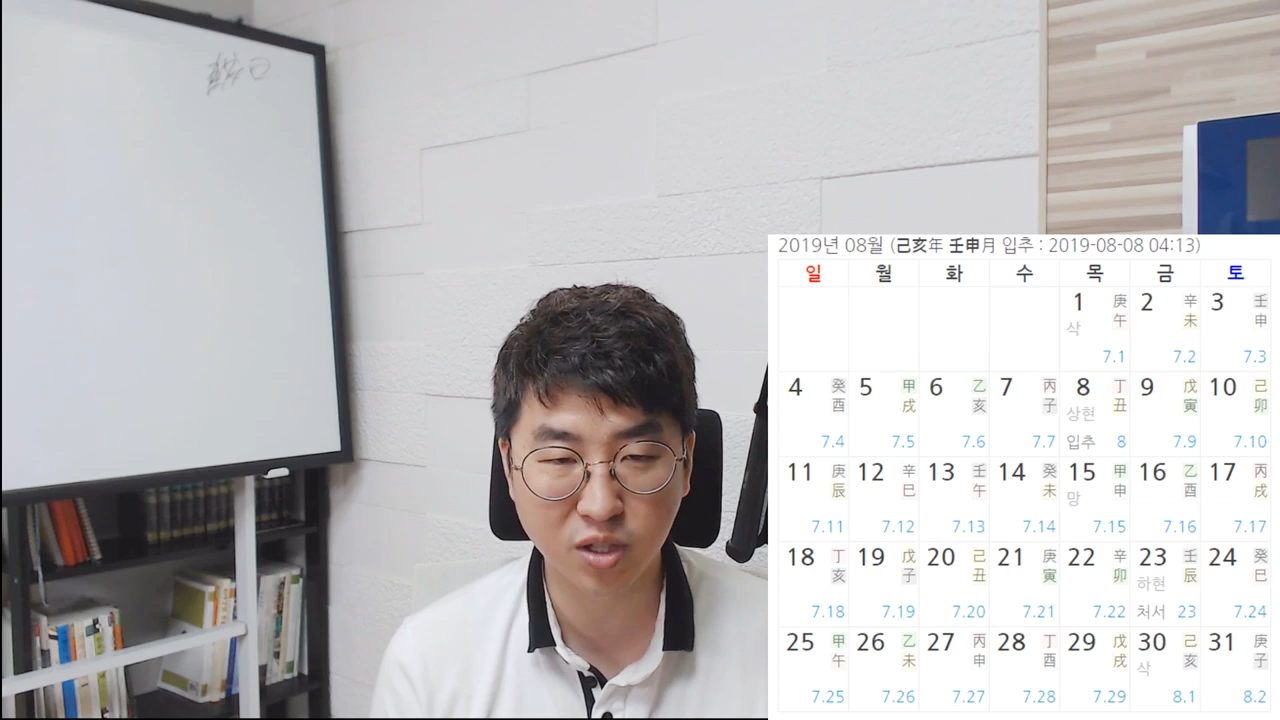 2019년 08월 (己亥年 壬申月 입추 : 2019-08-08 04:13)
일 월 화 수 목 금 토
1 庚午 삭 7.1 2 辛未 7.2 3 壬申 7.3
4 癸酉 7.4 5 甲戌 7.5 6 乙亥 7.6 7 丙子 7.7 8 丁丑 상현 입추 8 9 戊寅 7.9 10 己卯 7.10
11 庚辰 7.11 12 辛巳 7.12 13 壬午 7.13 14 癸未 7.14 15 甲申 망 7.15 16 乙酉 7.16 17 丙戌 7.17
18 丁亥 7.18 19 戊子 7.19 20 己丑 7.20 21 庚寅 7.21 22 辛卯 7.22 23 壬辰 하현 처서 23 24 癸巳 7.24
25 甲午 7.25 26 乙未 7.26 27 丙申 7.27 28 丁酉 7.28 29 戊戌 7.29 30 己亥 삭 8.1 31 庚子 8.2